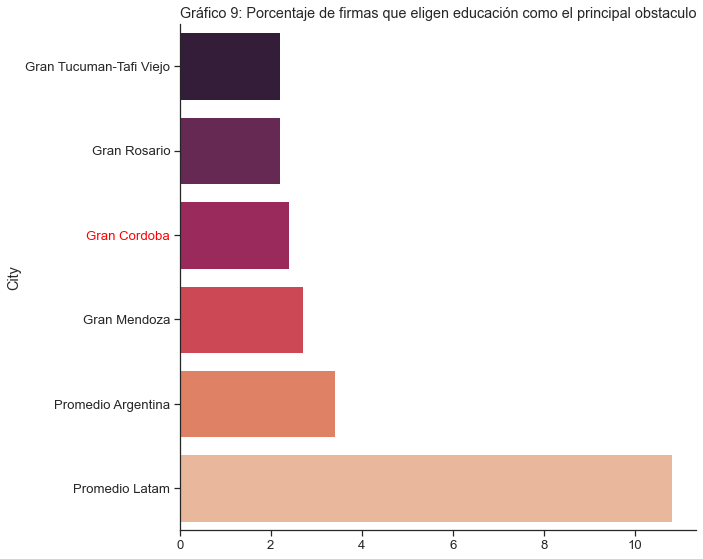 Gráfico 9: Porcentaje de firmas que eligen educación como el principal obstaculo
Gran Tucuman-Tafi Viejo
Gran Rosario
Gran Cordoba
Gran Mendoza
Promedio Argentina
Promedio Latam
City
0 2 4 6 8 10